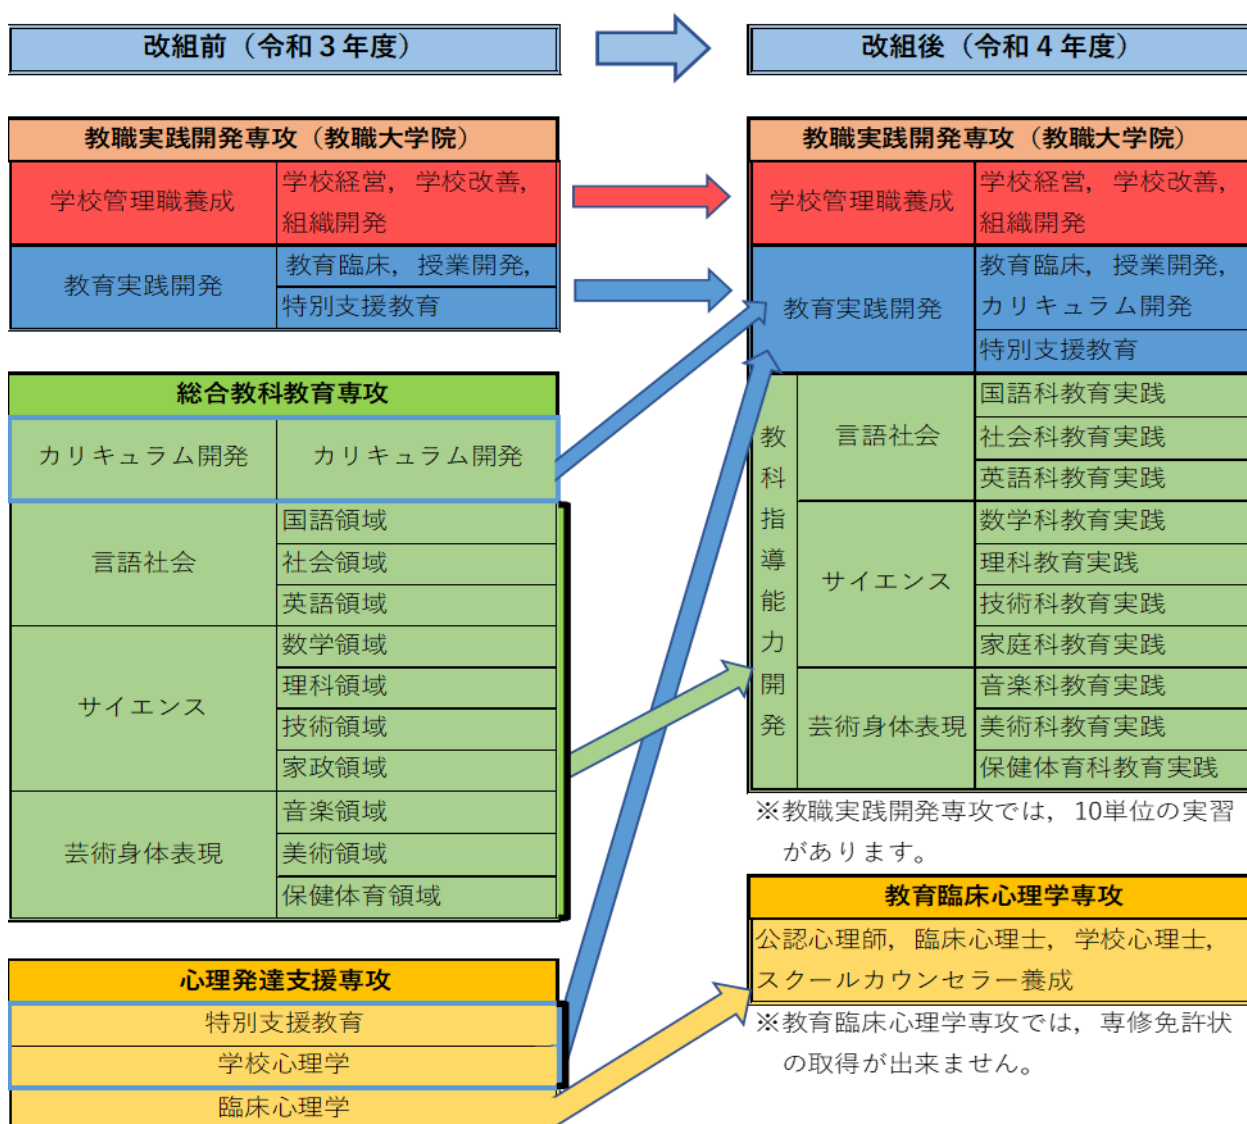 改組前（令和３年度）
改組後（令和４年度）
教職実践開発専攻（教職大学院）
学校管理職養成
学校経営，学校改善，
組織開発
教育実践開発
教育臨床，授業開発，
特別支援教育
総合教科教育専攻
カリキュラム開発
カリキュラム開発
言語社会
国語領域
社会領域
英語領域
サイエンス
数学領域
理科領域
技術領域
家政領域
芸術身体表現
音楽領域
美術領域
保健体育領域
心理発達支援専攻
特別支援教育
学校心理学
臨床心理学
教職実践開発専攻（教職大学院）
学校管理職養成
学校経営，学校改善，
組織開発
教育実践開発
教育臨床，授業開発，
カリキュラム開発
特別支援教育
教科指導能力開発
言語社会
国語科教育実践
社会科教育実践
英語科教育実践
サイエンス
数学科教育実践
理科教育実践
技術科教育実践
家庭科教育実践
芸術身体表現
音楽科教育実践
美術科教育実践
保健体育科教育実践
※教職実践開発専攻では，10単位の実習
があります。
教育臨床心理学専攻
公認心理師，臨床心理士，学校心理士，
スクールカウンセラー養成
※教育臨床心理学専攻では，専修免許状
の取得が出来ません。